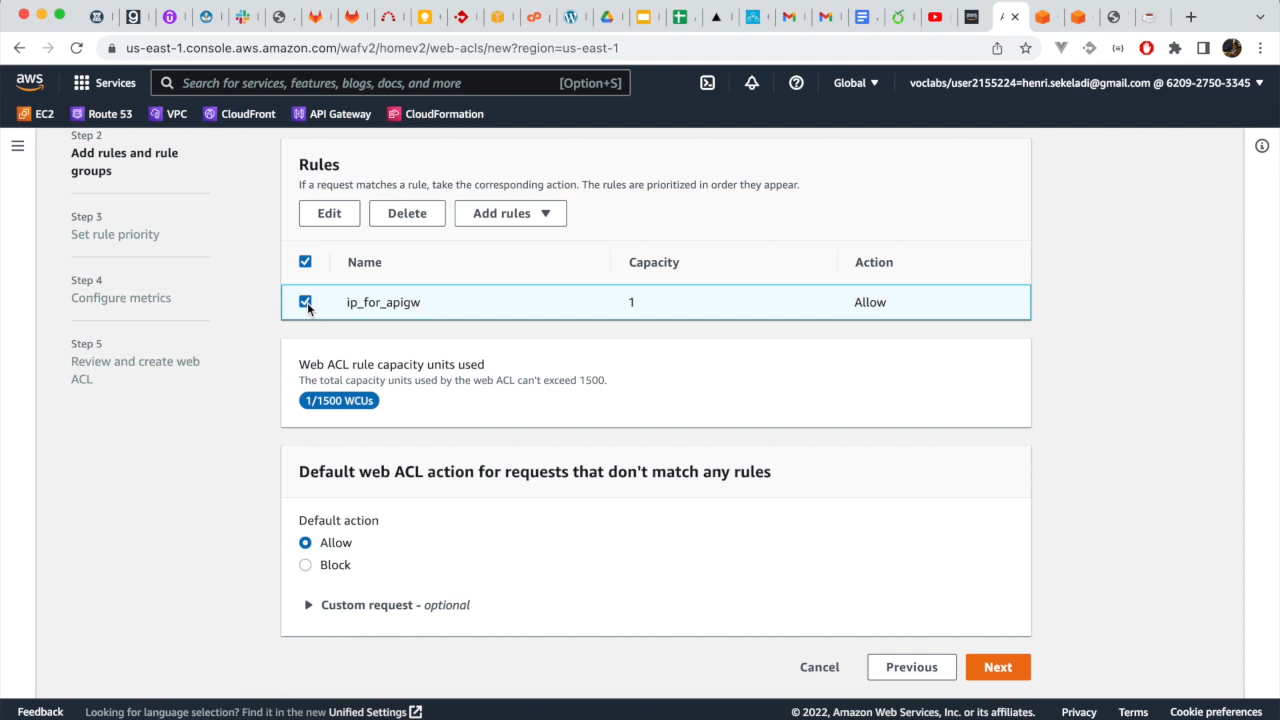 us-east-1.console.aws.amazon.com/wafv2/homev2/web-acls/new?region=us-east-1
aws
Services
Search for services, features, blogs, docs, and more
[Option+S]
Global ▼
voclabs/user2155224=henri.sekeladi@gmail.com @ 6209-2750-3345 ▼
EC2
Route 53
VPC
CloudFront
API Gateway
CloudFormation
Step 2
Add rules and rule
groups
Step 3
Set rule priority
Step 4
Configure metrics
Step 5
Review and create web
ACL
Rules
If a request matches a rule, take the corresponding action. The rules are prioritized in order they appear.
Edit
Delete
Add rules ▼
Name
Capacity
Action
ip_for_apigw
1
Allow
Web ACL rule capacity units used
The total capacity units used by the web ACL can't exceed 1500.
1/1500 WCUs
Default web ACL action for requests that don't match any rules
Default action
Allow
Block
Custom request - optional
Cancel
Previous
Next
Feedback
Looking for language selection? Find it in the new Unified Settings
© 2022, Amazon Web Services, Inc. or its affiliates.
Privacy
Terms
Cookie preferences